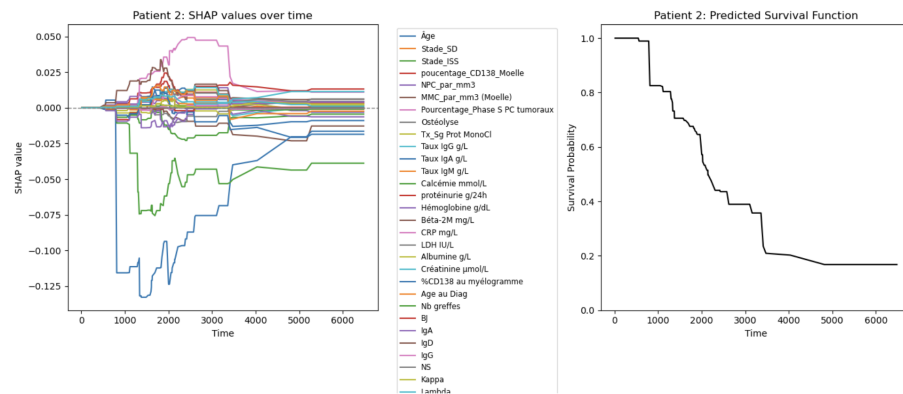 Patient 2: SHAP values over time
SHAP value
0.050
0.025
0.000
−0.025
−0.050
−0.075
−0.100
−0.125
0
1000
2000
3000
4000
5000
6000
Time
Âge
Stade_SD
Stade_ISS
poucentage_CD138_Moelle
NPC_par_mm3
MMC_par_mm3 (Moelle)
Pourcentage_Phase S PC tumoraux
Ostéolyse
Tx_Sg Prot MonoCl
Taux IgG g/L
Taux IgA g/L
Taux IgM g/L
Calcémie mmol/L
protéinurie g/24h
Hémoglobine g/dL
Béta-2M mg/L
CRP mg/L
LDH IU/L
Albumine g/L
Créatinine µmol/L
%CD138 au myélogramme
Age au Diag
Nb greffes
BJ
IgA
IgD
IgG
NS
Kappa
Lambda
Patient 2: Predicted Survival Function
Survival Probability
1.0
0.8
0.6
0.4
0.2
0.0
0
1000
2000
3000
4000
5000
6000
Time